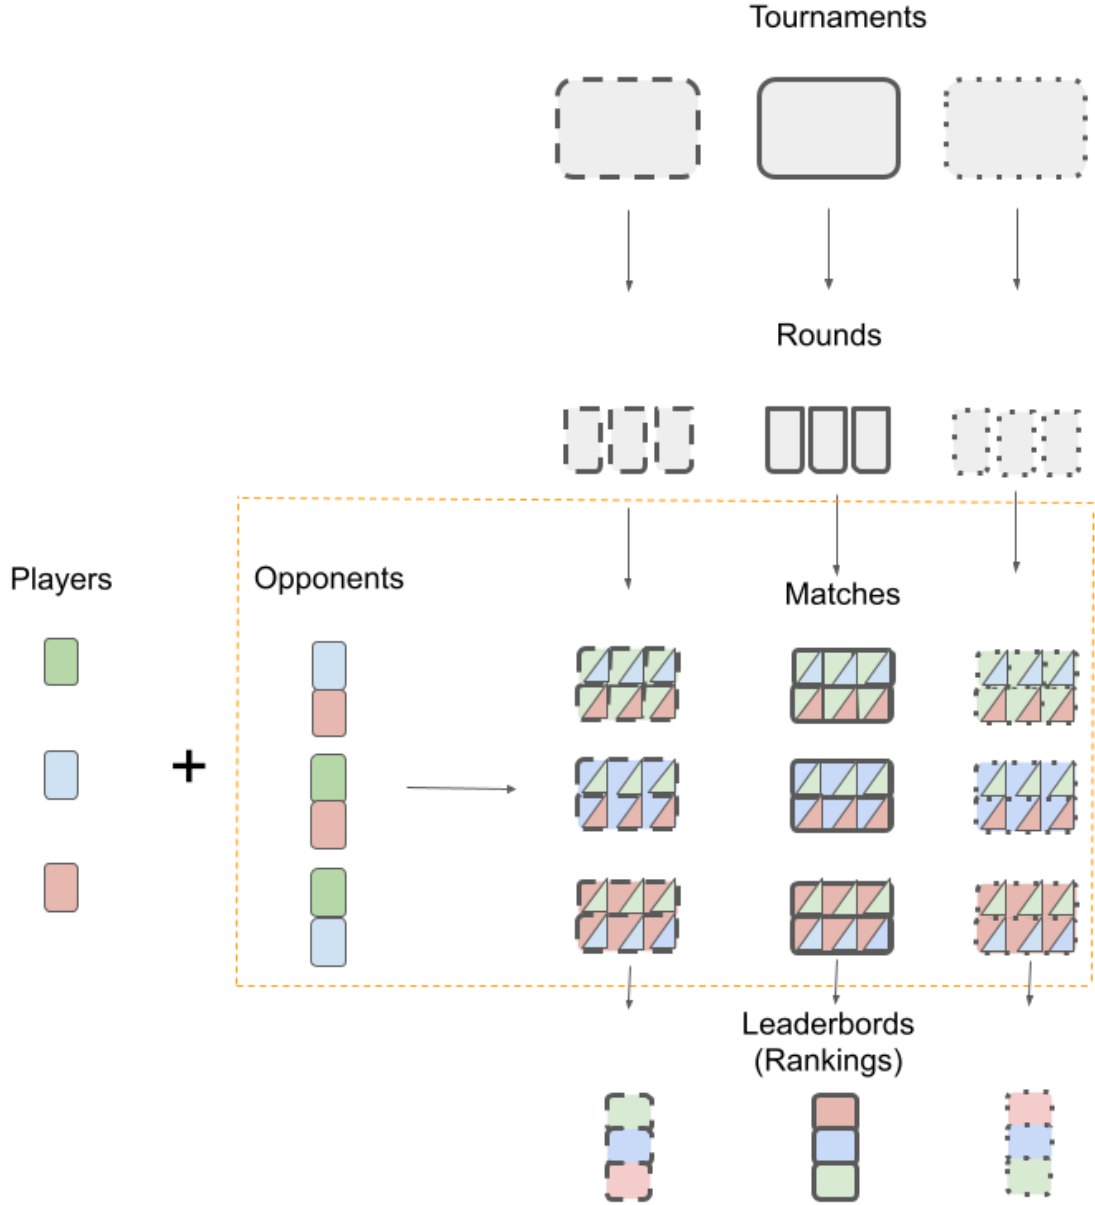 Tournaments
Rounds
Players
Opponents
Matches
+
Leaderbords
(Rankings)